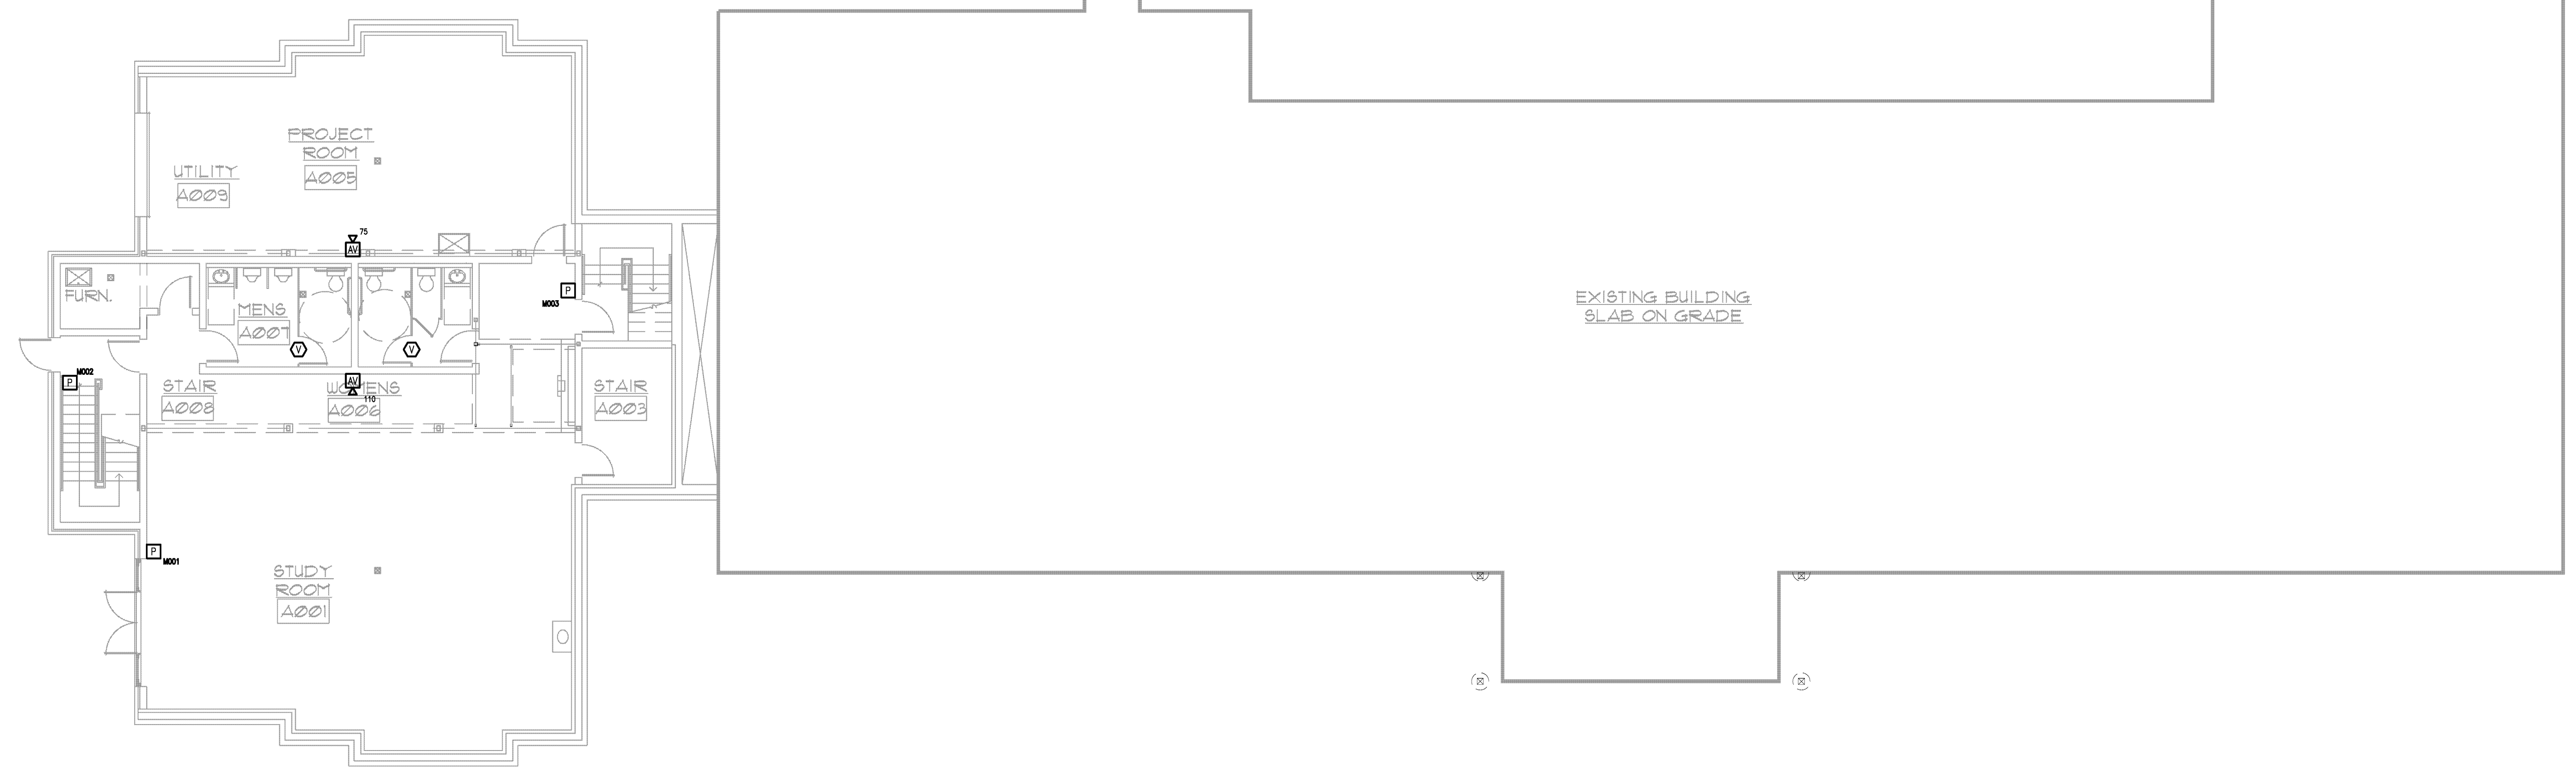 PROJECT
ROOM
A005
UTILITY
A009
75
AV
FURN.
MENS
A007
V
V
P
M003
EXISTING BUILDING
SLAB ON GRADE
P
M002
STAIR
A008
AV
WOMENS
110
A006
STAIR
A003
P
M001
STUDY
ROOM
A001